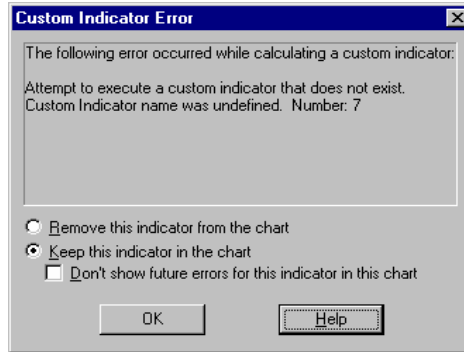 Custom Indicator Error
The following error occurred while calculating a custom indicator:
Attempt to execute a custom indicator that does not exist.
Custom Indicator name was undefined.  Number: 7
Remove this indicator from the chart
Keep this indicator in the chart
Don't show future errors for this indicator in this chart
OK
Help